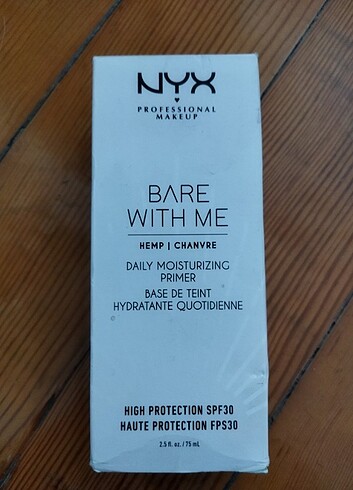 NYX
PROFESSIONAL
MAKEUP
BARE
WITH ME
HEMP | CHANVRE
DAILY MOISTURIZING
PRIMER
BASE DE TEINT
HYDRATANTE QUOTIDIENNE
HIGH PROTECTION SPF30
HAUTE PROTECTION FPS30
2.5 fl. oz. / 75 mL